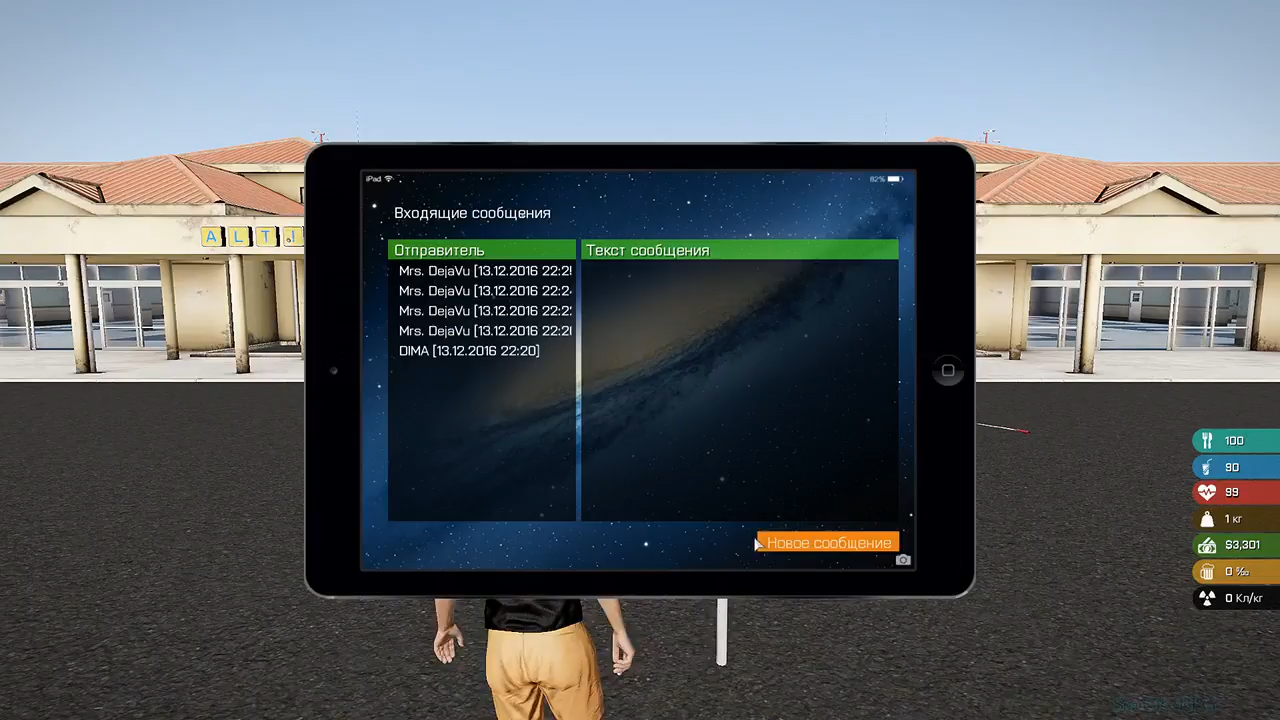 iPad
82%
Входящие сообщения
Отправитель
Текст сообщения
Mrs. DejaVu [13.12.2016 22:2
Mrs. DejaVu [13.12.2016 22:2
Mrs. DejaVu [13.12.2016 22:2
Mrs. DejaVu [13.12.2016 22:2
DIMA [13.12.2016 22:20]
Новое сообщение
ALTI
100
90
99
1 кг
$3,301
0 ‰
0 Кл/кг